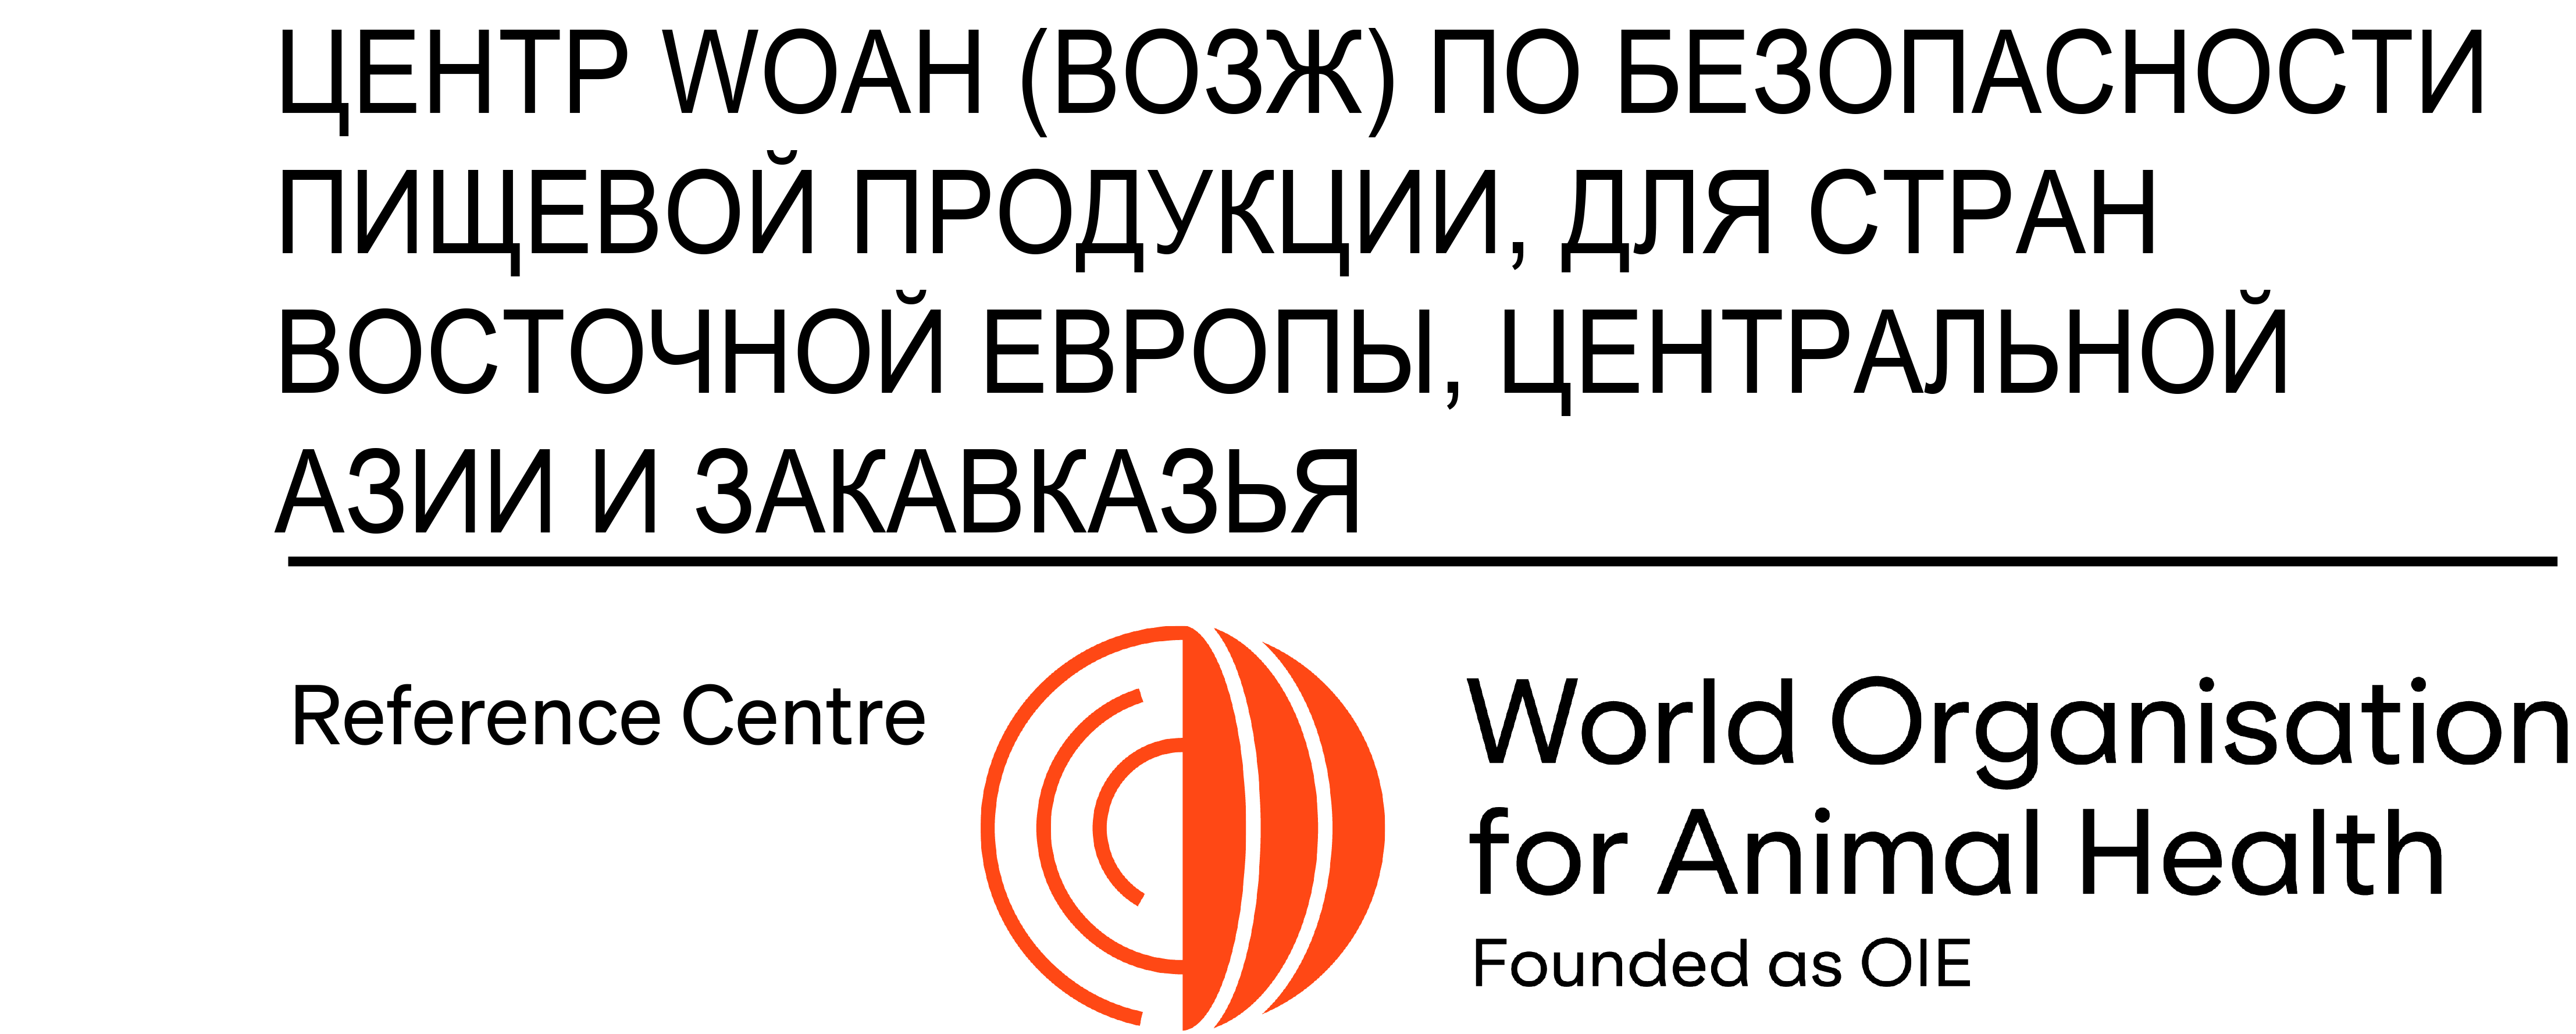 ЦЕНТР WOAH (ВОЗЖ) ПО БЕЗОПАСНОСТИ
ПИЩЕВОЙ ПРОДУКЦИИ, ДЛЯ СТРАН
ВОСТОЧНОЙ ЕВРОПЫ, ЦЕНТРАЛЬНОЙ
АЗИИ И ЗАКАВКАЗЬЯ
Reference Centre
World Organisation
for Animal Health
Founded as OIE